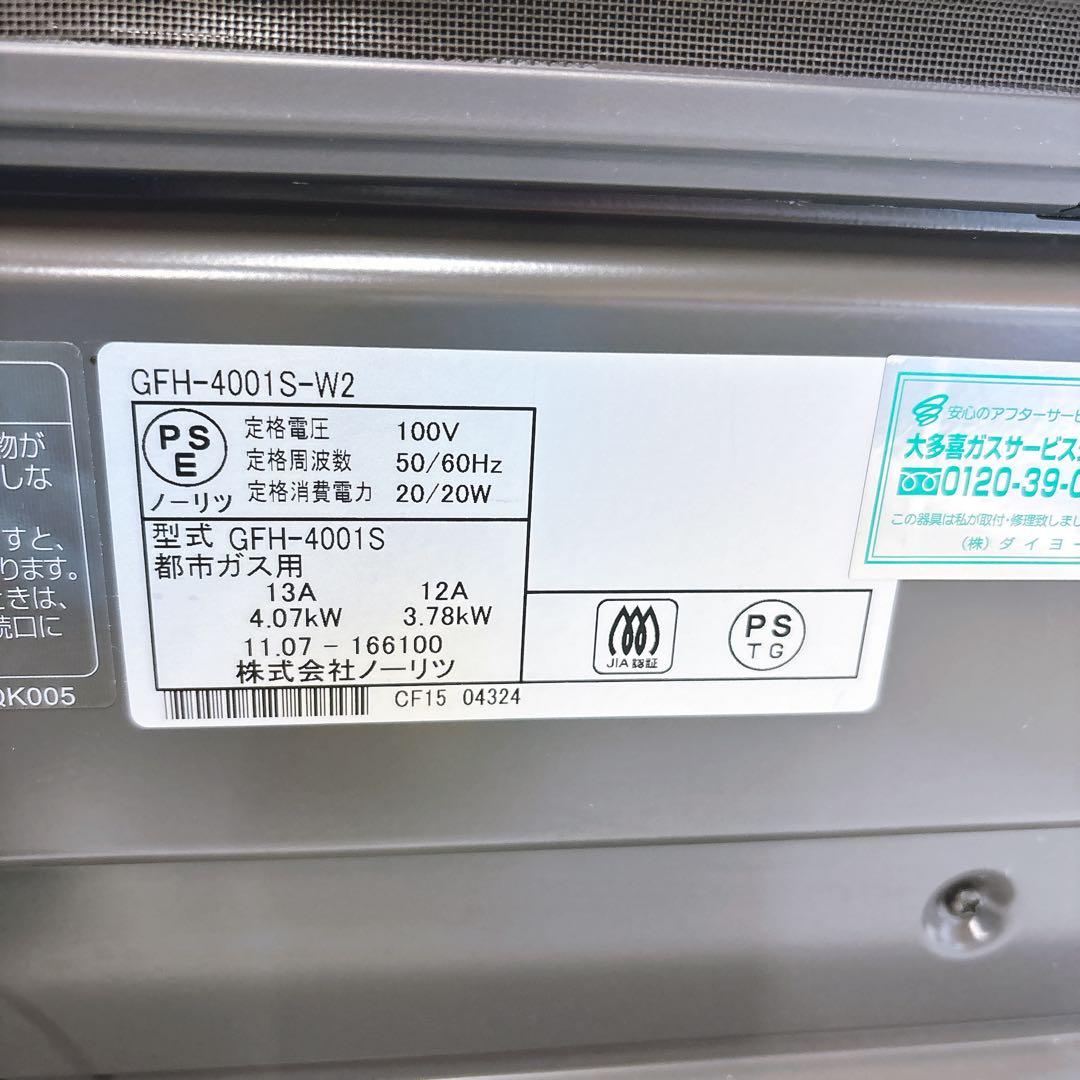 物が
しな
すと、
ります。
ときは、
続口に
QK005
GFH-4001S-W2
PS
E
ノーリツ
定格電圧 100V
定格周波数 50/60Hz
定格消費電力 20/20W
型式 GFH-4001S
都市ガス用
13A 12A
4.07kW 3.78kW
11.07-166100
株式会社ノーリツ
CF15 04324
JIA 認証
PS
TG
安心のアフターサービ
大多喜ガスサービス
0120-39-0
この器具は私が取付・修理致しまし
(株)ダイヨー